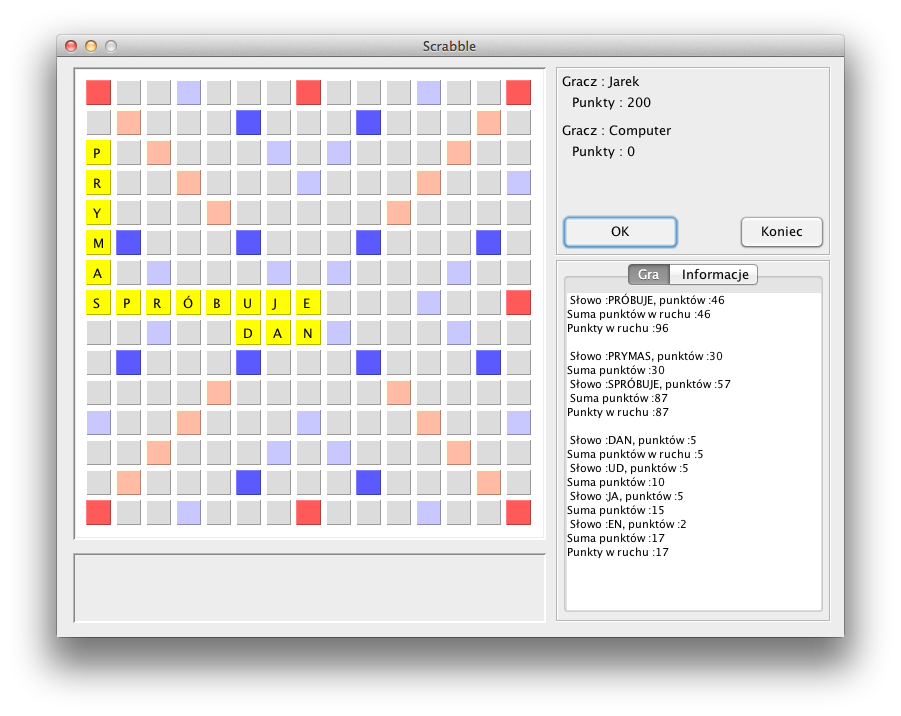 Scrabble
P
R
Y
M
A
S P R Ó B U J E
D A N
Gracz : Jarek
Punkty : 200
Gracz : Computer
Punkty : 0
OK Koniec
Gra Informacje
Słowo :PRÓBUJE, punktów :46
Suma punktów w ruchu :46
Punkty w ruchu :96
Słowo :PRYMAS, punktów :30
Suma punktów :30
Słowo :SPRÓBUJE, punktów :57
Suma punktów :87
Punkty w ruchu :87
Słowo :DAN, punktów :5
Suma punktów w ruchu :5
Słowo :UD, punktów :5
Suma punktów :10
Słowo :JA, punktów :5
Suma punktów :15
Słowo :EN, punktów :2
Suma punktów :17
Punkty w ruchu :17